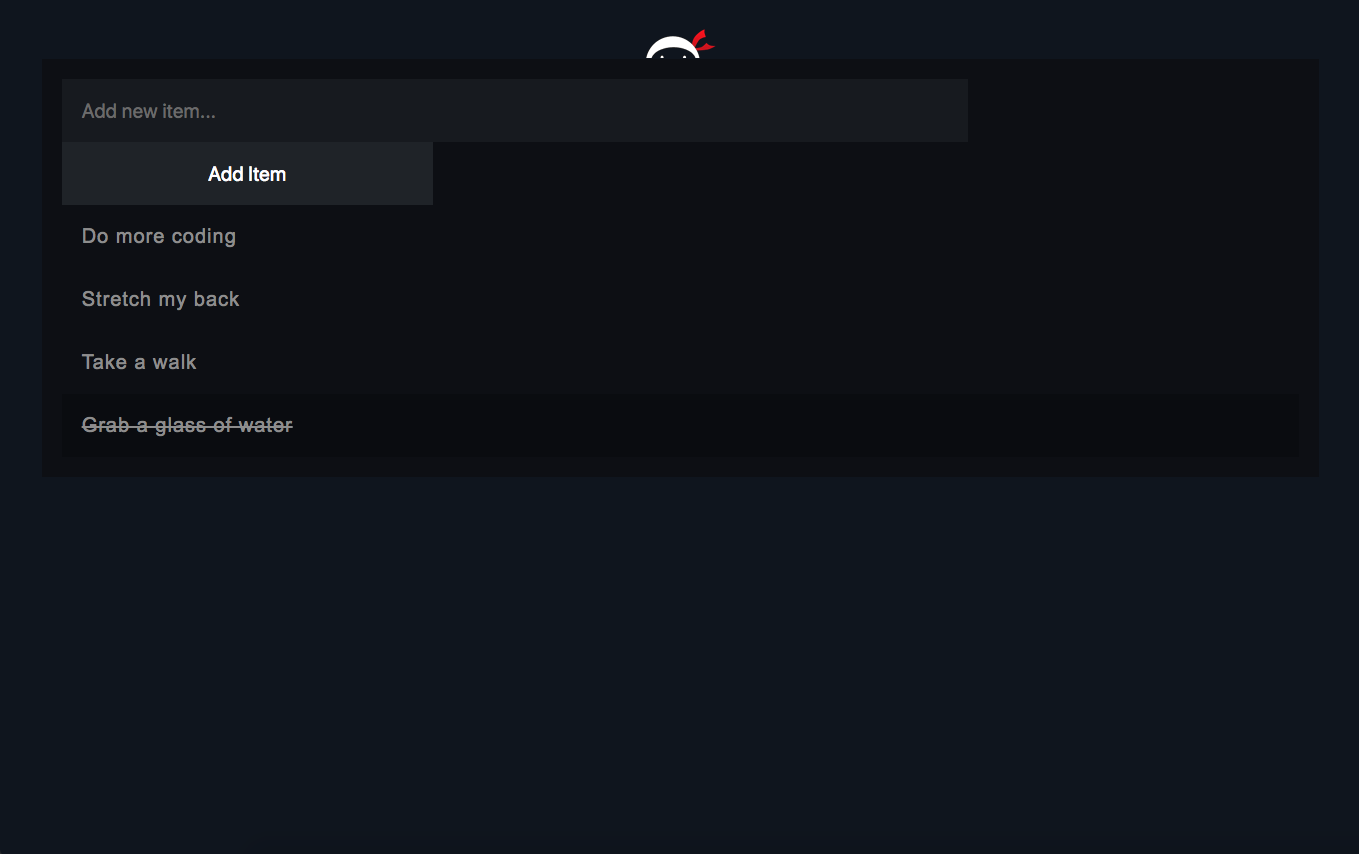 Add new item...
Add Item
Do more coding
Stretch my back
Take a walk
Grab a glass of water